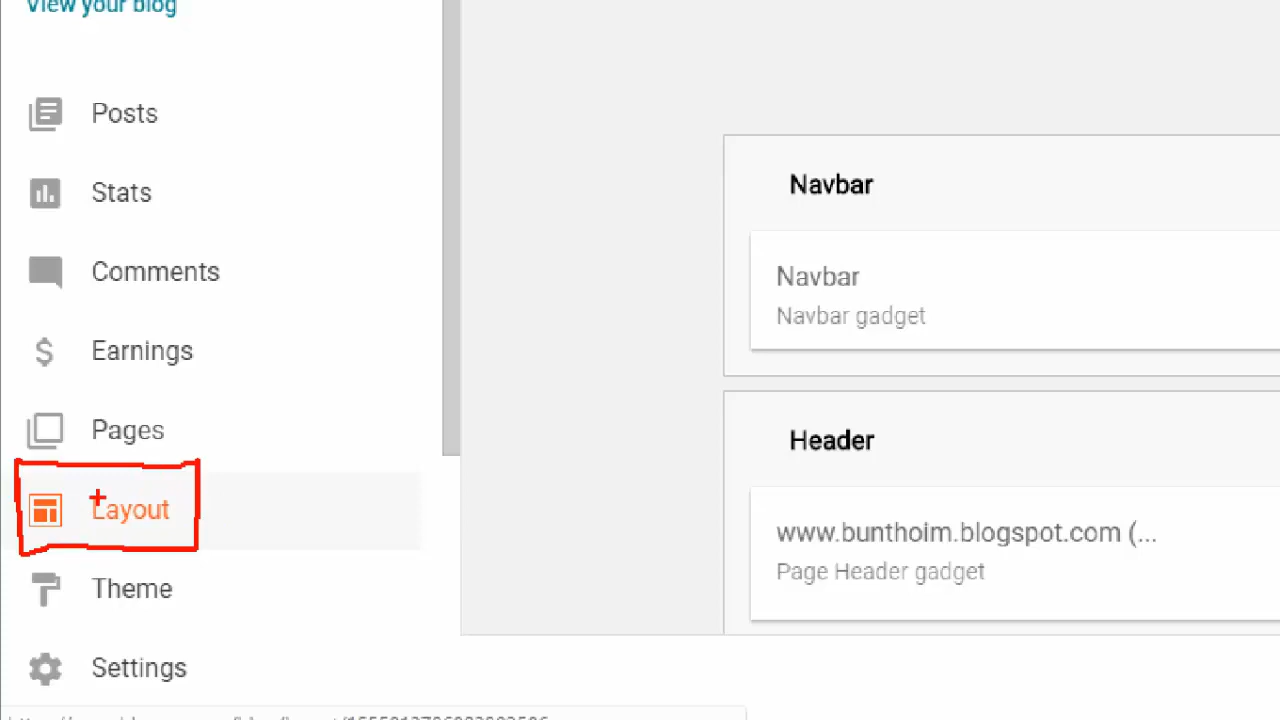 View your blog
Posts
Stats
Comments
Earnings
Pages
Layout
Theme
Settings
Navbar
Navbar
Navbar gadget
Header
www.bunthoim.blogspot.com (...
Page Header gadget